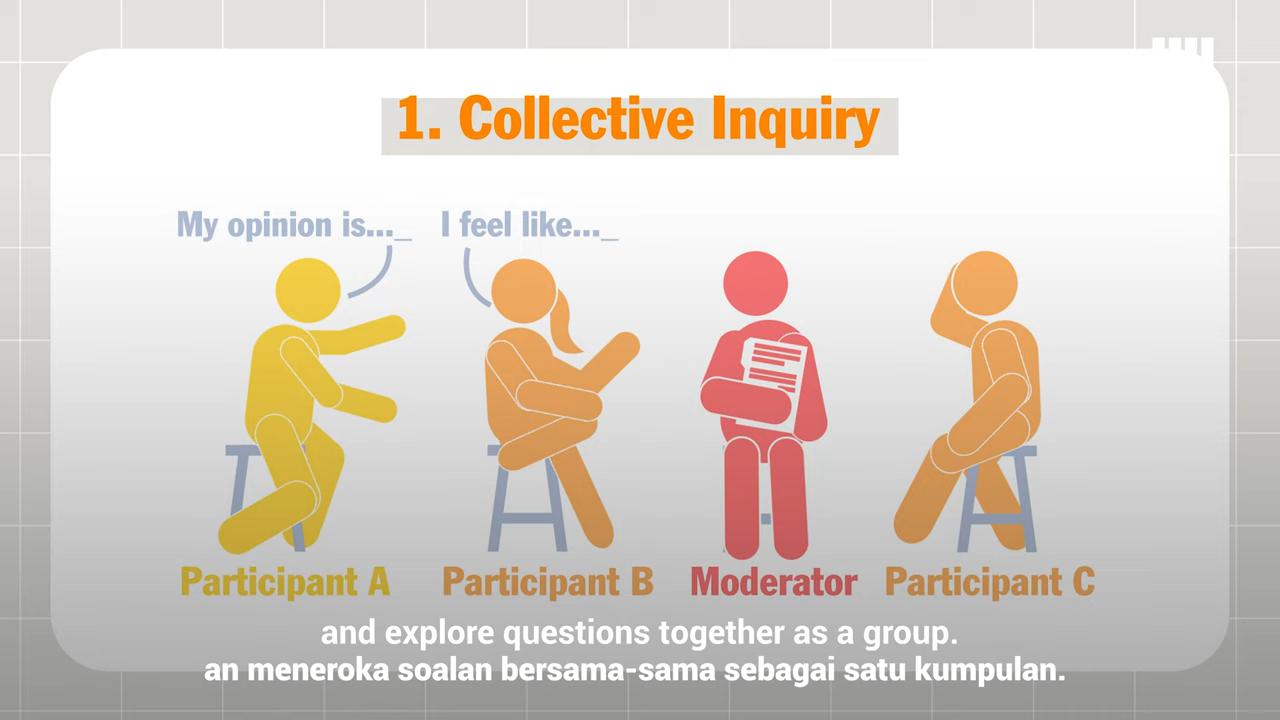 1. Collective Inquiry
My opinion is..._ I feel like..._
Participant A Participant B Moderator Participant C
and explore questions together as a group.
an meneroka soalan bersama-sama sebagai satu kumpulan.